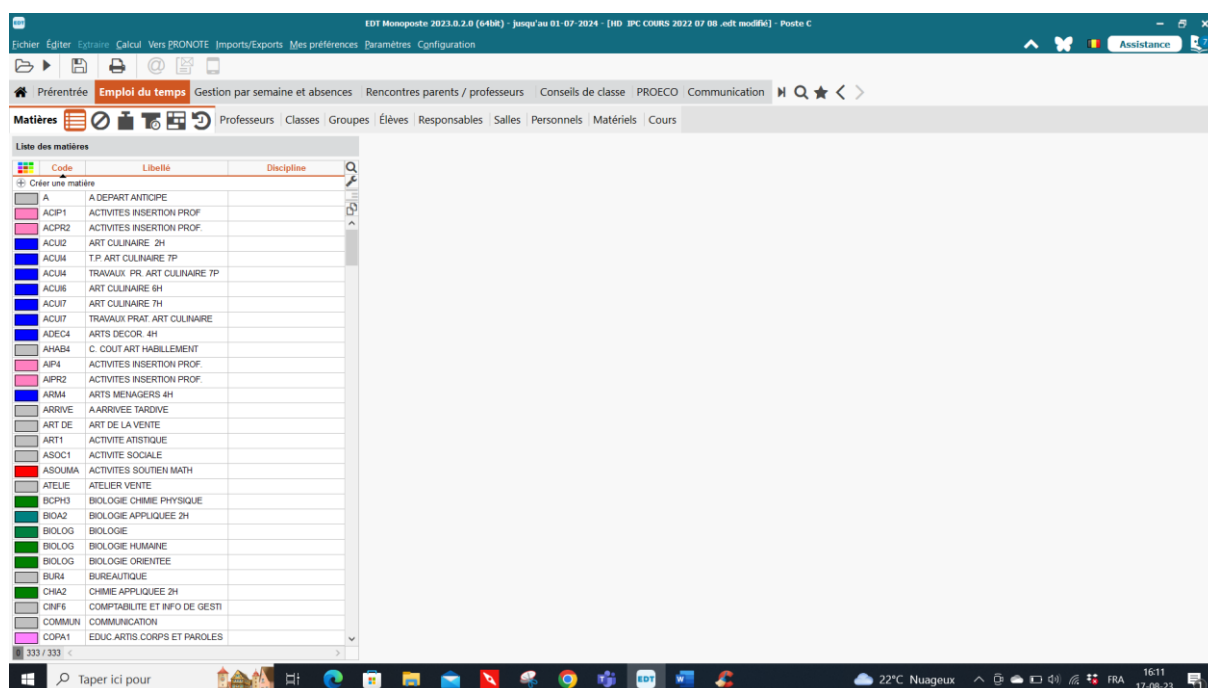 EDT EDT Monoposte 2023.0.2.0 (64bit) - jusqu'au 01-07-2024 - [HD IPC COURS 2022 07 08 .edt modifié] - Poste C
Fichier Éditer Extraire Calcul Vers PRONOTE Imports/Exports Mes préférences Paramètres Configuration Assistance
Prérentrée Emploi du temps Gestion par semaine et absences Rencontres parents / professeurs Conseils de classe PROECO Communication
Matières Professeurs Classes Groupes Élèves Responsables Salles Personnels Matériels Cours
Liste des matières
Code Libellé Discipline
Créer une matière
A A DEPART ANTICIPE
ACIP1 ACTIVITES INSERTION PROF
ACPR2 ACTIVITES INSERTION PROF.
ACUI2 ART CULINAIRE 2H
ACUI4 T.P. ART CULINAIRE 7P
ACUI4 TRAVAUX PR. ART CULINAIRE 7P
ACUI6 ART CULINAIRE 6H
ACUI7 ART CULINAIRE 7H
ACUI7 TRAVAUX PRAT. ART CULINAIRE
ADEC4 ARTS DECOR. 4H
AHAB4 C. COUT ART HABILLEMENT
AIP4 ACTIVITES INSERTION PROF.
AIPR2 ACTIVITES INSERTION PROF.
ARM4 ARTS MENAGERS 4H
ARRIVE A ARRIVEE TARDIVE
ART DE ART DE LA VENTE
ART1 ACTIVITE ATISTIQUE
ASOC1 ACTIVITE SOCIALE
ASOUMA ACTIVITES SOUTIEN MATH
ATELIE ATELIER VENTE
BCPH3 BIOLOGIE CHIMIE PHYSIQUE
BIOA2 BIOLOGIE APPLIQUEE 2H
BIOLOG BIOLOGIE
BIOLOG BIOLOGIE HUMAINE
BIOLOG BIOLOGIE ORIENTEE
BUR4 BUREAUTIQUE
CHIA2 CHIMIE APPLIQUEE 2H
CINF6 COMPTABILITE ET INFO DE GESTI
COMMUN COMMUNICATION
COPA1 EDUC.ARTIS.CORPS ET PAROLES
0 333 / 333
Taper ici pour EDT 22°C Nuageux FRA 16:11
17-08-23